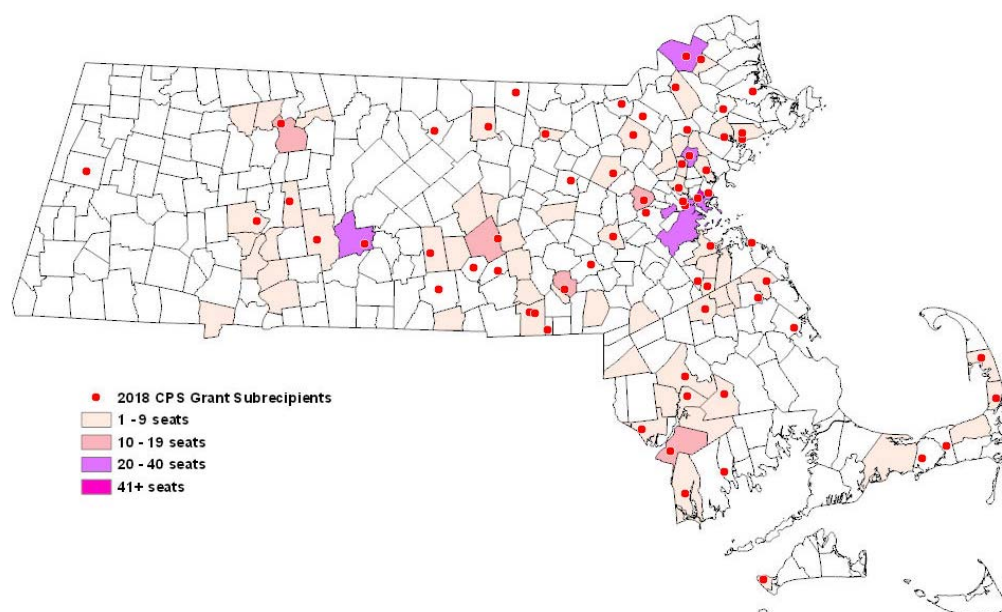 2018 CPS Grant Subrecipients
1 - 9 seats
10 - 19 seats
20 - 40 seats
41+ seats